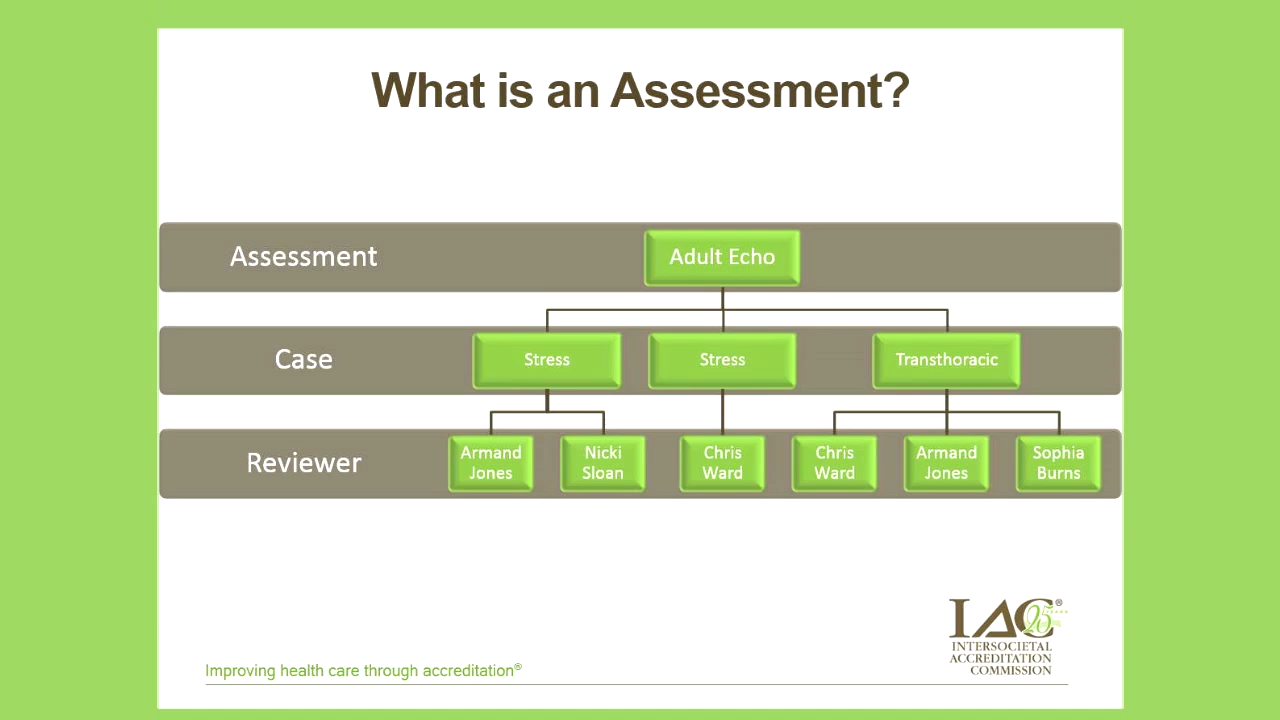 What is an Assessment?
Assessment
Adult Echo
Case
Stress
Stress
Transthoracic
Reviewer
Armand
Jones
Nicki
Sloan
Chris
Ward
Chris
Ward
Armand
Jones
Sophia
Burns
IAC®
25
INTERSOCIETAL
ACCREDITATION
COMMISSION
Improving health care through accreditation®